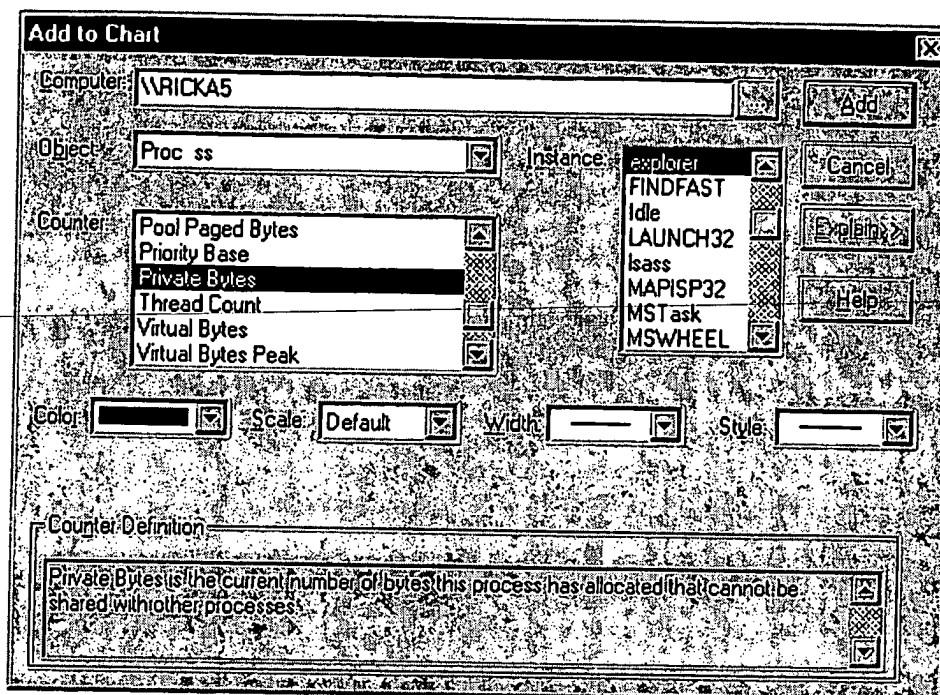 Add to Chart
Computer: \\RICKA5
Add
Object: Proc ss
Instance:
explorer
FINDFAST
Idle
LAUNCH32
lsass
MAPISP32
MSTask
MSWHEEL
Cancel
Counter:
Pool Paged Bytes
Priority Base
Private Bytes
Thread Count
Virtual Bytes
Virtual Bytes Peak
Explain>>
Help
Color: Scale: Default Width: Style:
Counter Definition
Private Bytes is the current number of bytes this process has allocated that cannot be
shared with other processes.